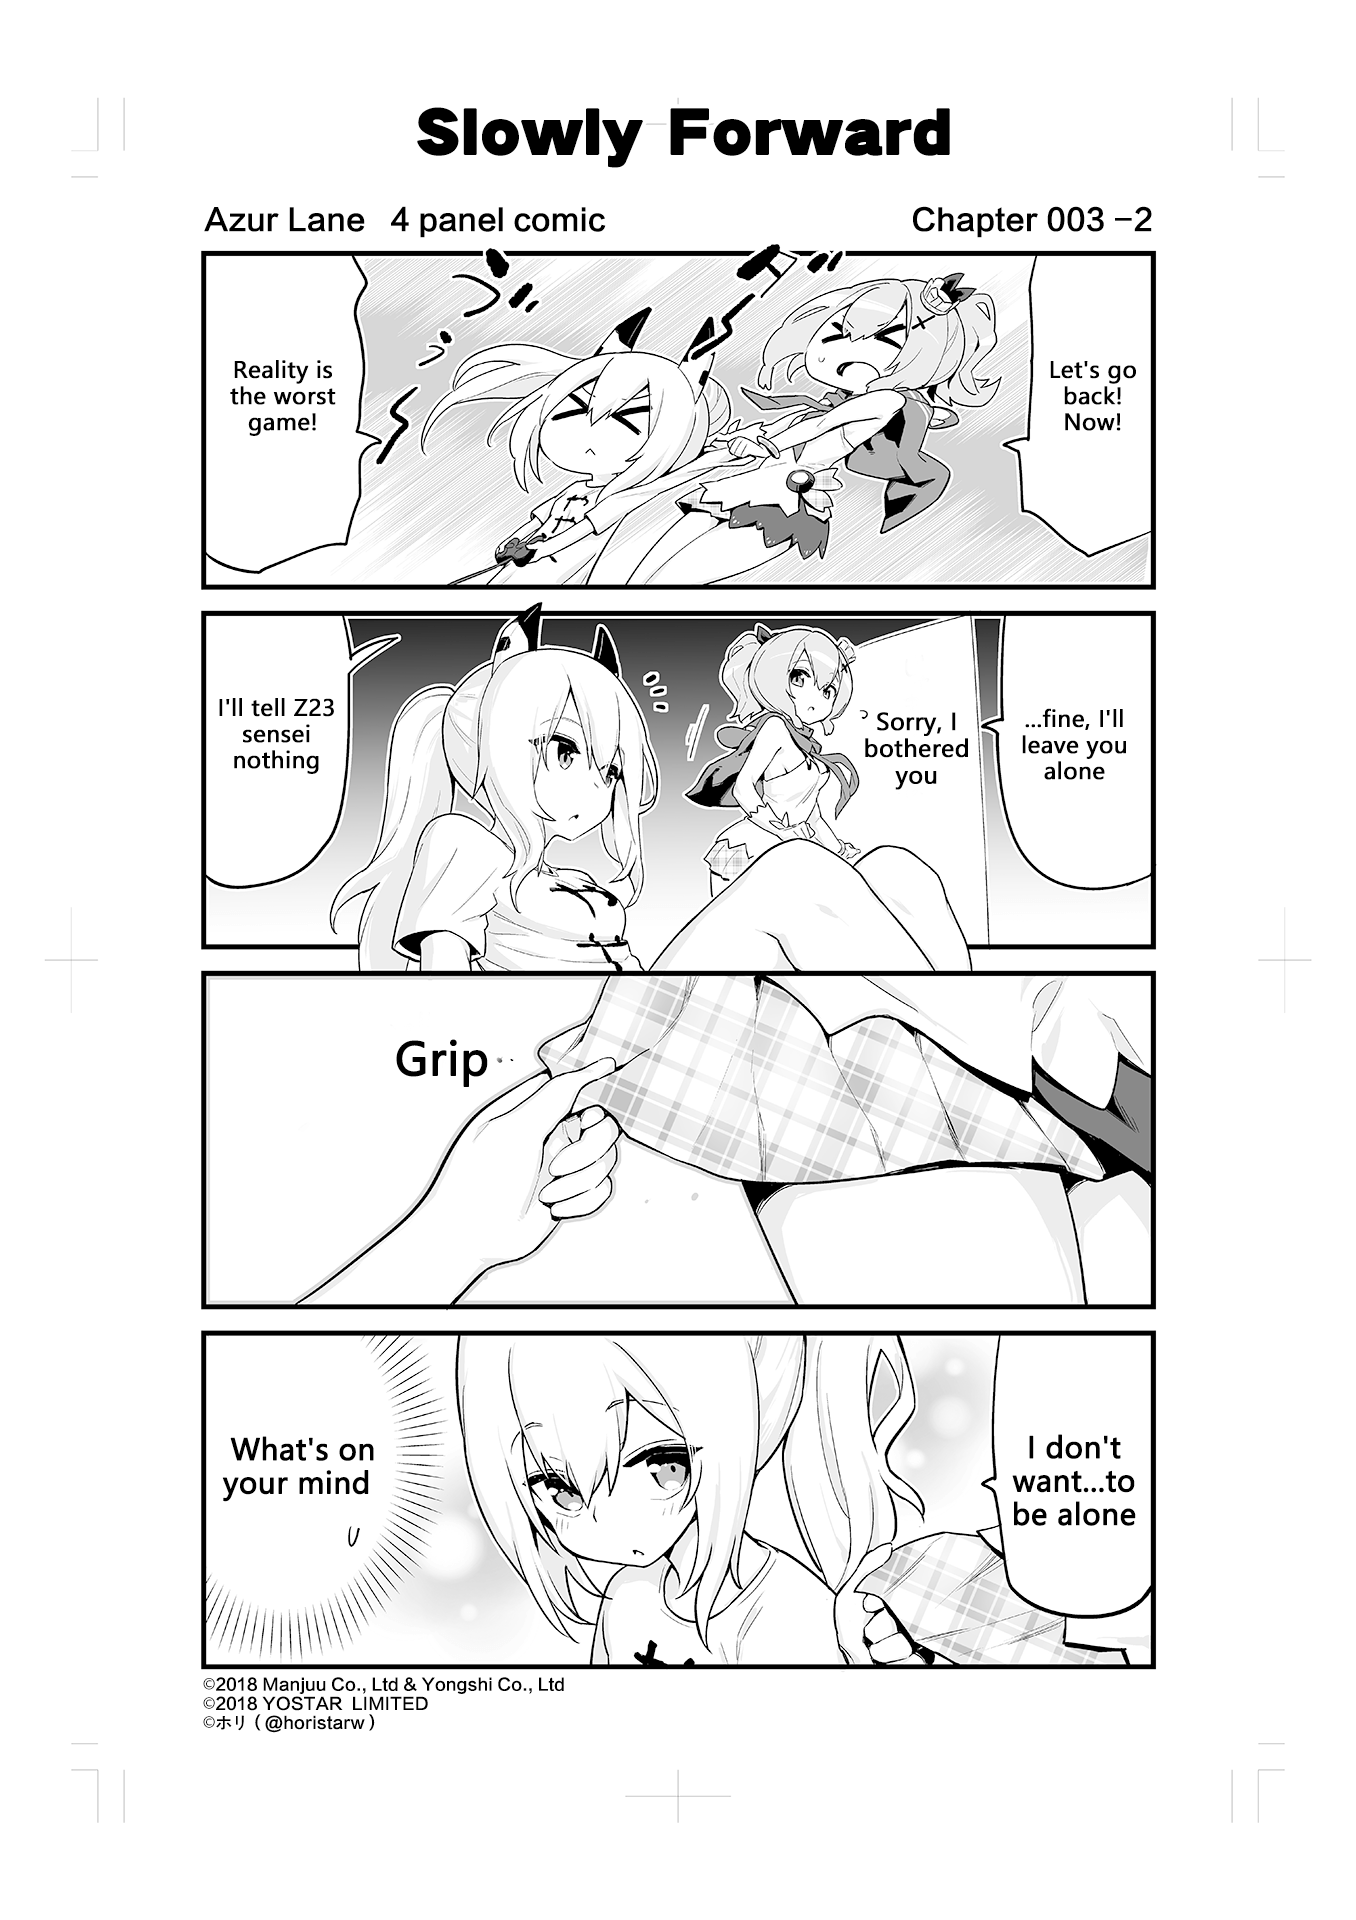 Slowly Forward
Azur Lane 4 panel comic
Chapter 003 −2
Let's go
back!
Now!
Reality is
the worst
game!
...fine, I'll
leave you
alone
Sorry, I
bothered
you
I'll tell Z23
sensei
nothing
Grip
I don't
want...to
be alone
What's on
your mind
©2018 Manjuu Co., Ltd & Yongshi Co., Ltd
©2018 YOSTAR LIMITED
©ホリ ( @horistarw )